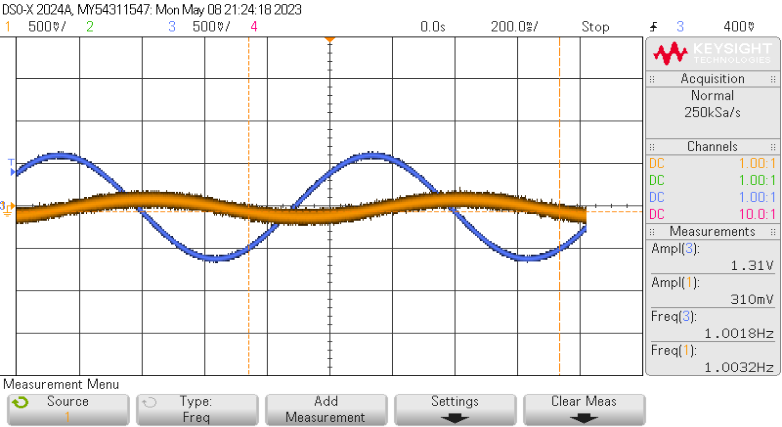 DSO-X 2024A, MY54311547: Mon May 08 21:24:18 2023
1 500mV/ 2 3 500mV/ 4 0.0s 200.0ms/ Stop 3 400mV
KEYSIGHT
TECHNOLOGIES
Acquisition
Normal
250kSa/s
Channels
DC 1.00:1
DC 1.00:1
DC 1.00:1
DC 10.0:1
Measurements
Ampl(3):
1.31V
Ampl(1):
310mV
Freq(3):
1.0018Hz
Freq(1):
1.0032Hz
T
3
Measurement Menu
Source
1
Type:
Freq
Add
Measurement
Settings
Clear Meas